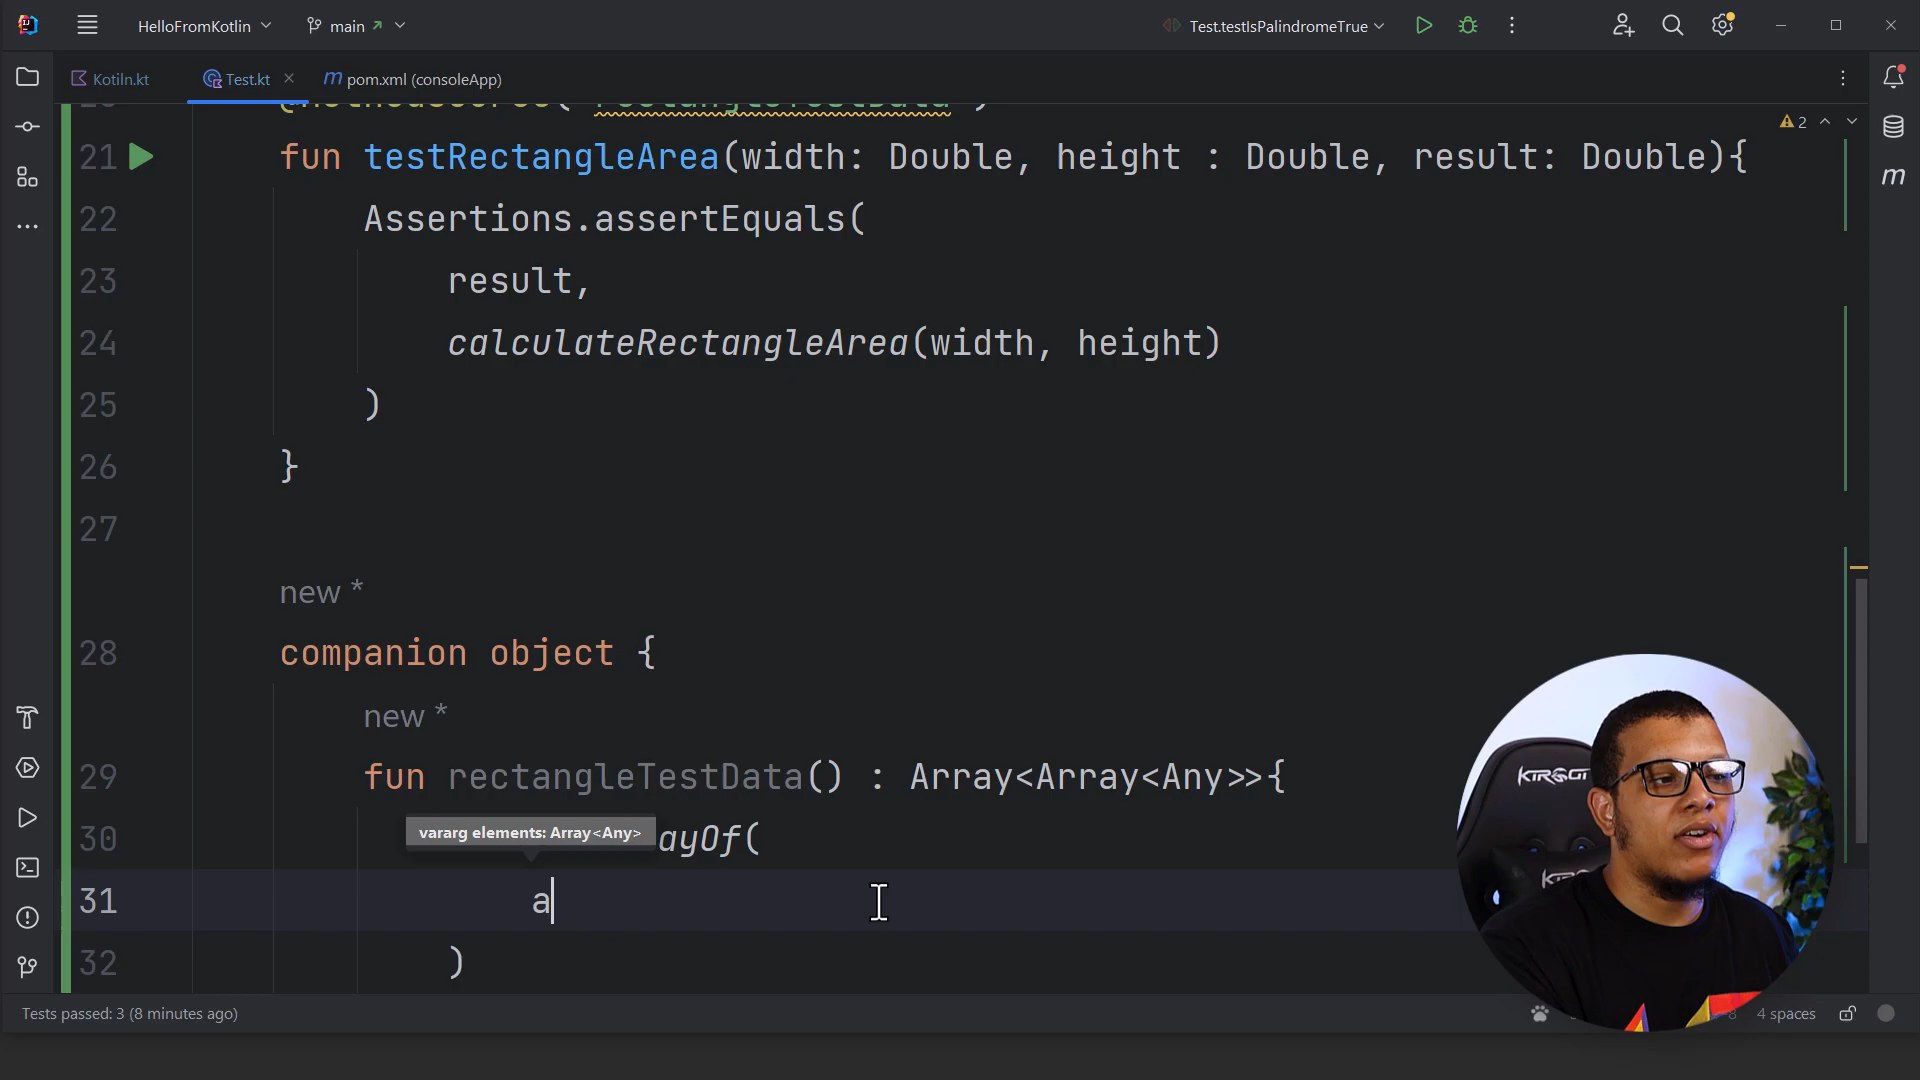 HelloFromKotlin
main
Test.testIsPalindromeTrue
Kotiln.kt
Test.kt
pom.xml (consoleApp)
2
21 fun testRectangleArea(width: Double, height : Double, result: Double){
22 Assertions.assertEquals(
23 result,
24 calculateRectangleArea(width, height)
25 )
26 }
27
new *
28 companion object {
new *
29 fun rectangleTestData() : Array<Array<Any>>{
vararg elements: Array<Any>
30 ayOf(
31 a
32 )
KIRGOT
Tests passed: 3 (8 minutes ago)
4 spaces